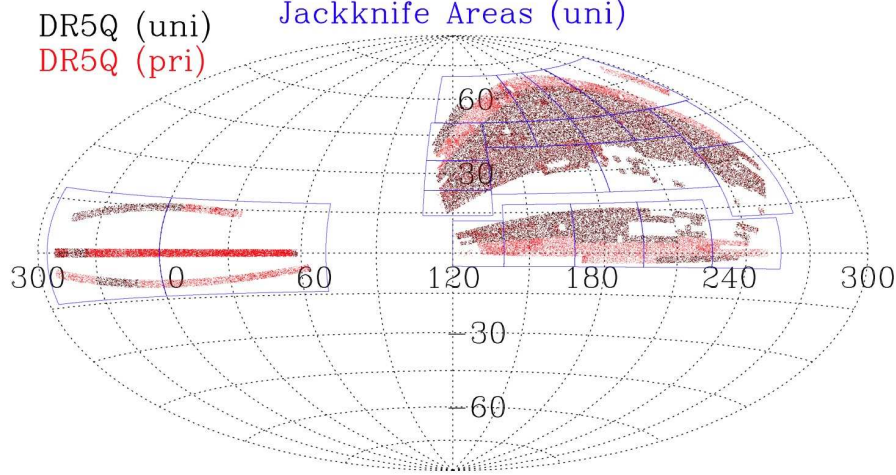 Jackknife Areas (uni)
DR5Q (uni)
DR5Q (pri)
60
30
300 0 60 120 180 240 300
-30
-60